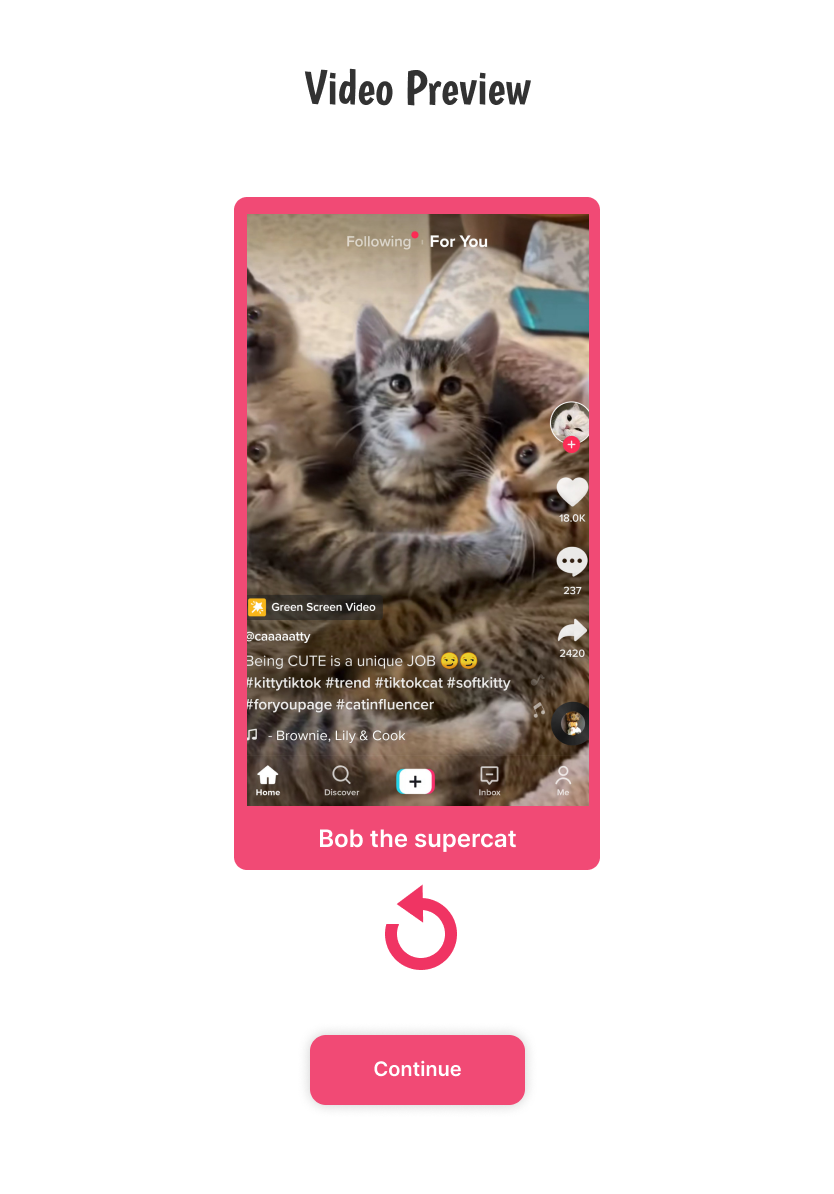 Video Preview
Following For You
18.0K
237
Green Screen Video
@caaaaatty
2420
Being CUTE is a unique JOB 😏😏
#kittytiktok #trend #tiktokcat #softkitty
#foryoupage #catinfluencer
- Brownie, Lily & Cook
Home Discover Inbox Me
Bob the supercat
Continue